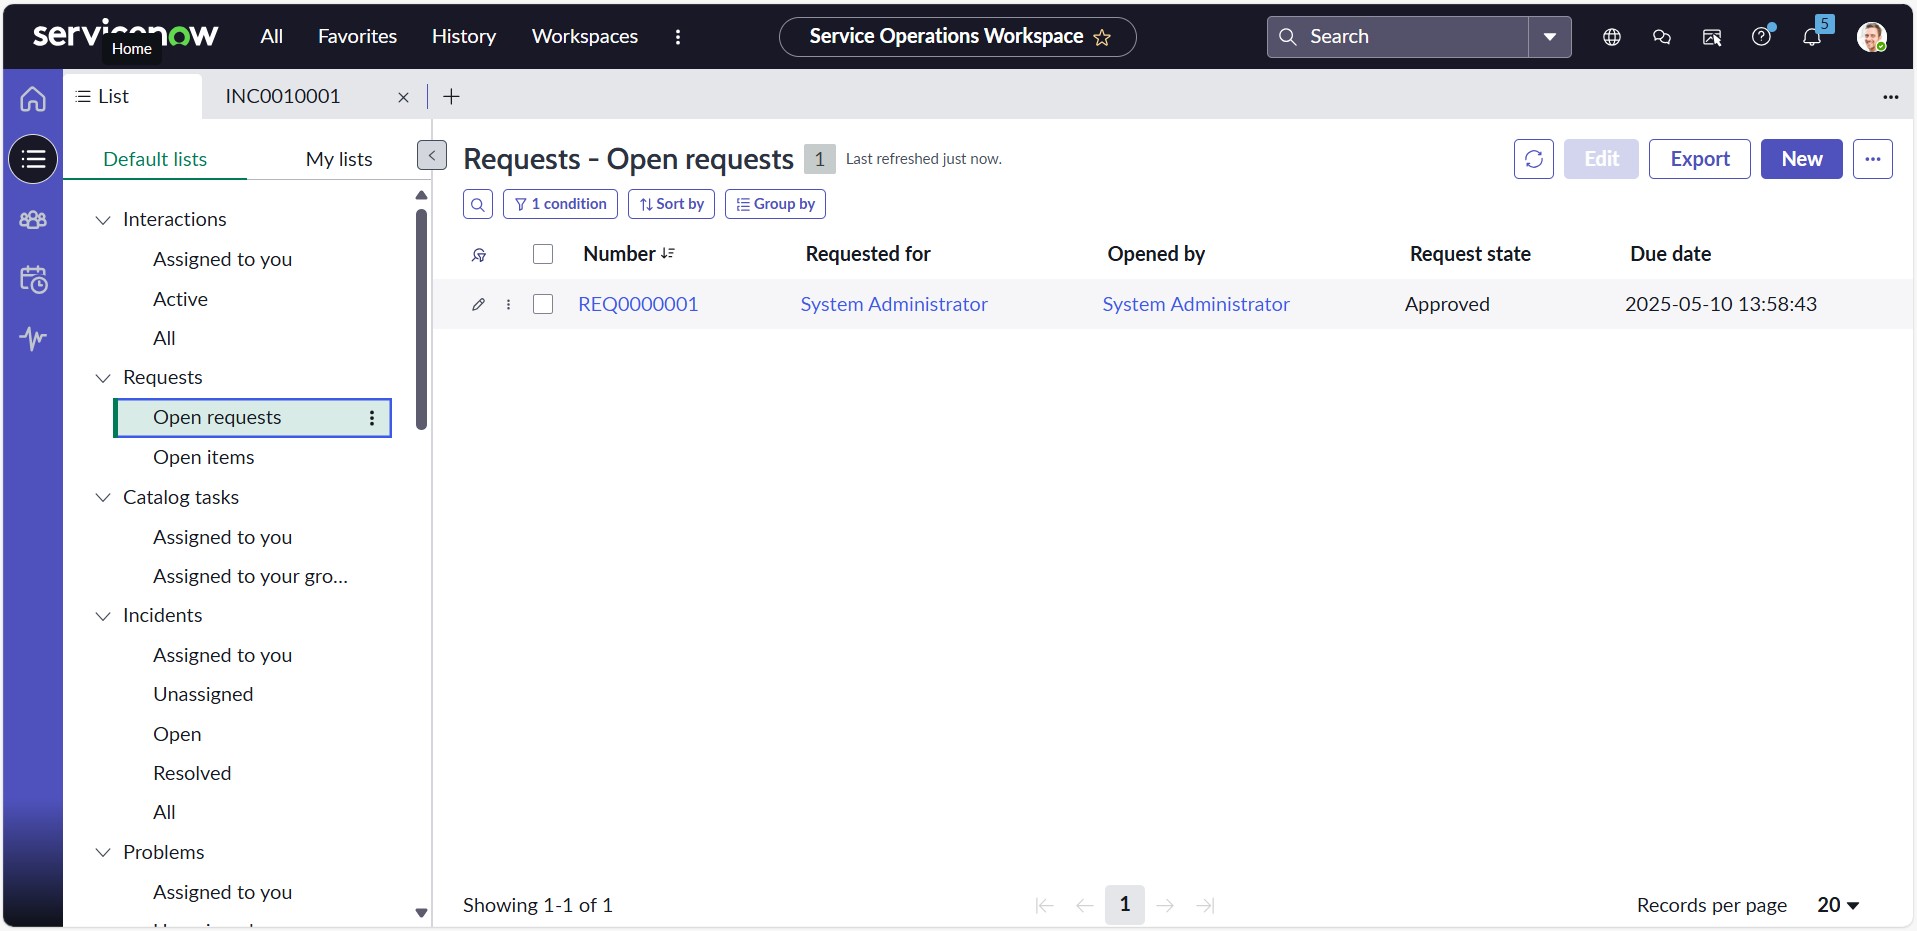 servicenow
Home
All
Favorites
History
Workspaces
Service Operations Workspace
Search
5
List
INC0010001
Default lists
My lists
Interactions
Assigned to you
Active
All
Requests
Open requests
Open items
Catalog tasks
Assigned to you
Assigned to your gro...
Incidents
Assigned to you
Unassigned
Open
Resolved
All
Problems
Assigned to you
Requests - Open requests 1 Last refreshed just now.
Edit
Export
New
1 condition
Sort by
Group by
Number Requested for Opened by Request state Due date
REQ0000001 System Administrator System Administrator Approved 2025-05-10 13:58:43
Showing 1-1 of 1
1
Records per page 20